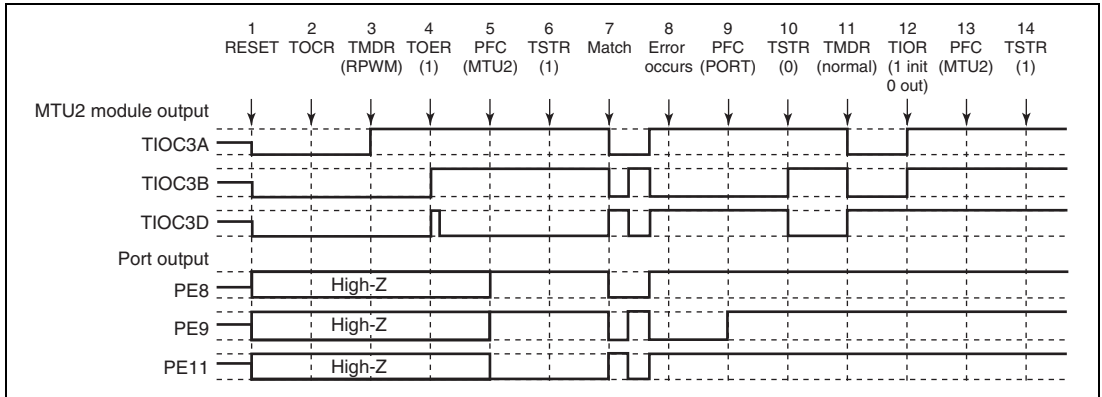 1 2 3 4 5 6 7 8 9 10 11 12 13 14
RESET TOCR TMDR TOER PFC TSTR Match Error PFC TSTR TMDR TIOR PFC TSTR
(RPWM) (1) (MTU2) (1) occurs (PORT) (0) (normal) (1 init (MTU2) (1)
0 out)
MTU2 module output
TIOC3A
TIOC3B
TIOC3D
Port output
PE8 High-Z
PE9 High-Z
PE11 High-Z